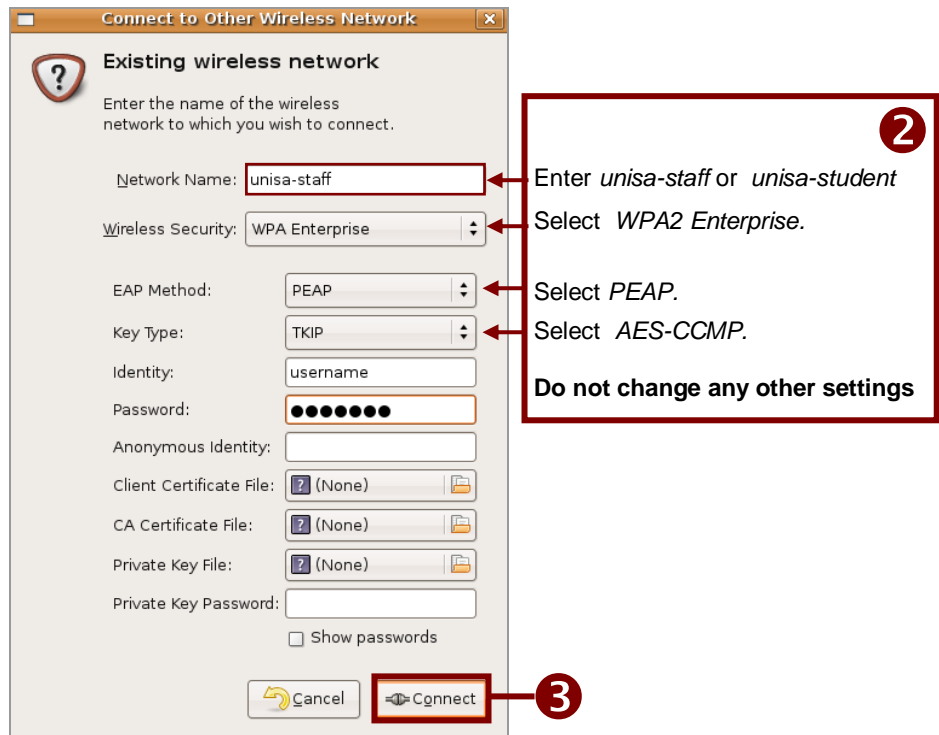 Connect to Other Wireless Network
Existing wireless network
Enter the name of the wireless
network to which you wish to connect.
Network Name: unisa-staff
Wireless Security: WPA Enterprise
EAP Method: PEAP
Key Type: TKIP
Identity: username
Password: ●●●●●●●
Anonymous Identity:
Client Certificate File: (None)
CA Certificate File: (None)
Private Key File: (None)
Private Key Password:
Show passwords
Cancel Connect
2
Enter unisa-staff or unisa-student
Select WPA2 Enterprise.
Select PEAP.
Select AES-CCMP.
Do not change any other settings
3